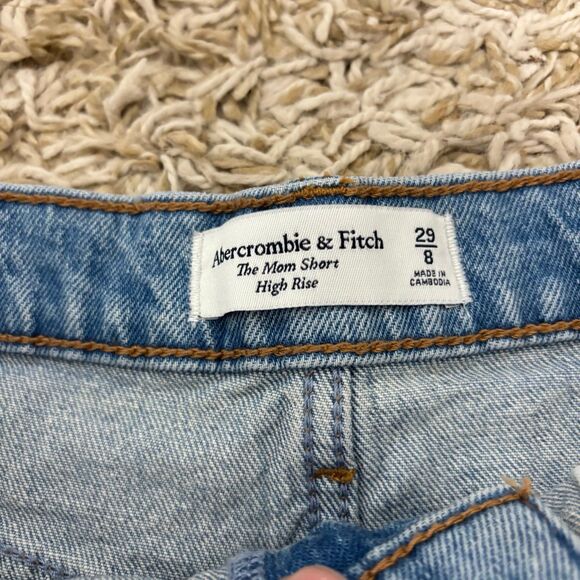 Abercrombie & Fitch
The Mom Short
High Rise
29
8
MADE IN
CAMBODIA